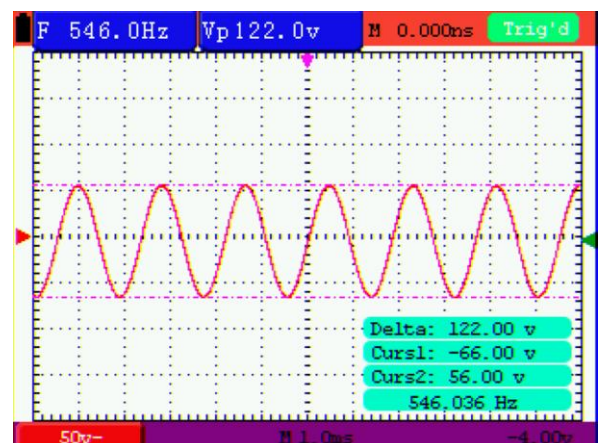 F 546.0Hz Vp122.0v M 0.000ns Trig'd
Delta: 122.00 v
Curs1: -66.00 v
Curs2: 56.00 v
546.036 Hz
50v- M 1.0ms -4.00v